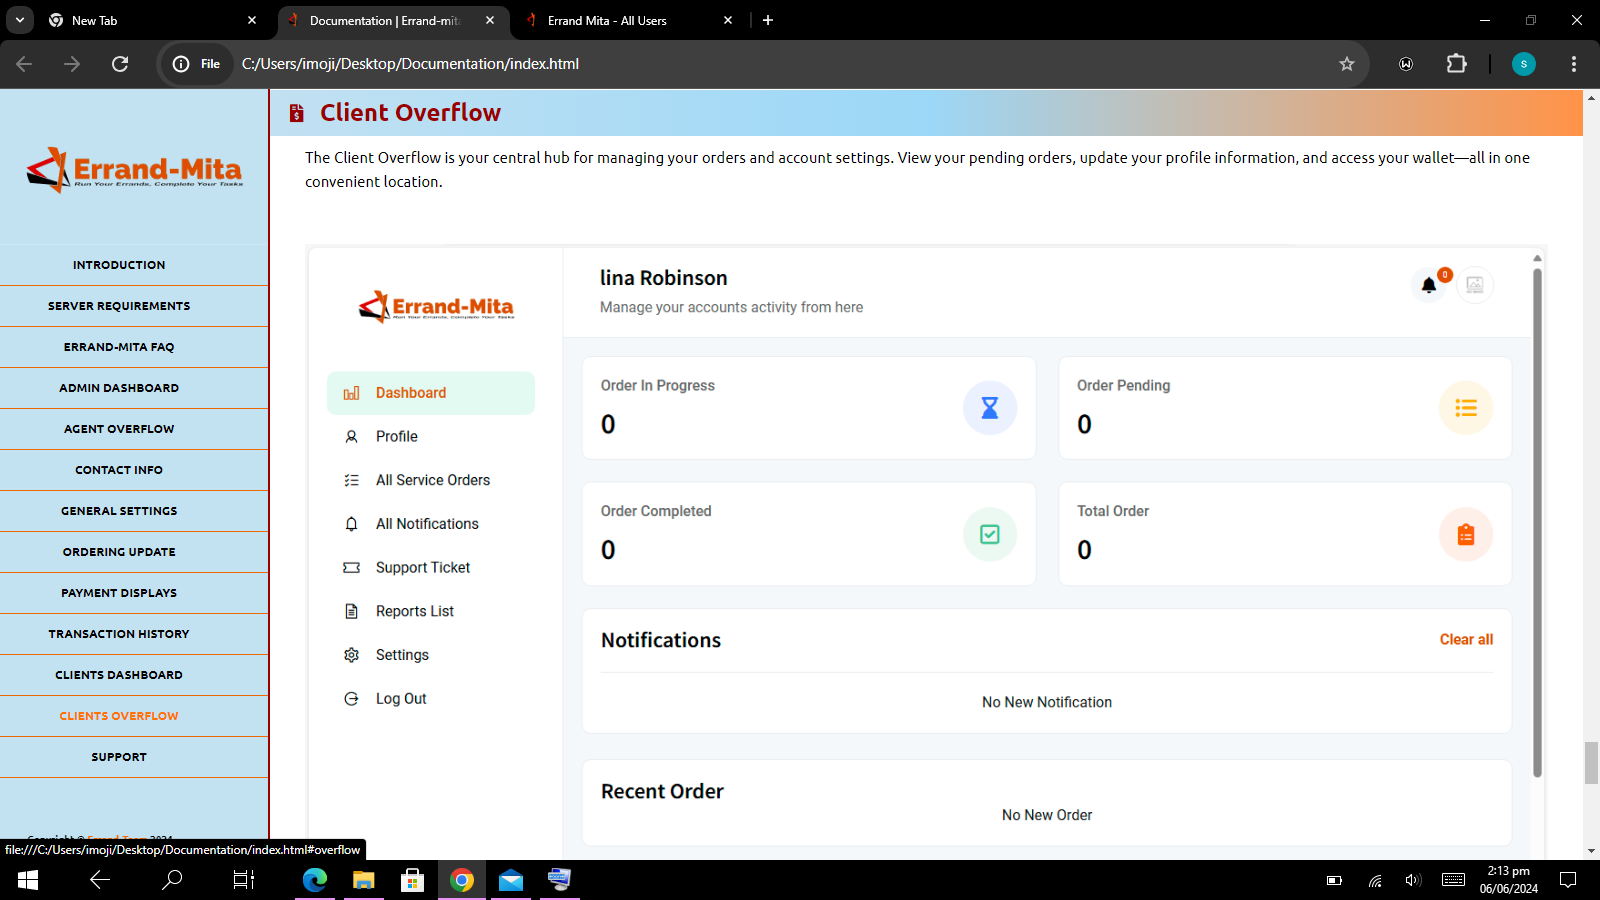 New Tab
Documentation | Errand-mit
Errand Mita - All Users
File
C:/Users/imoji/Desktop/Documentation/index.html
S
Errand-Mita
Run Your Errands, Complete Your Tasks
INTRODUCTION
SERVER REQUIREMENTS
ERRAND-MITA FAQ
ADMIN DASHBOARD
AGENT OVERFLOW
CONTACT INFO
GENERAL SETTINGS
ORDERING UPDATE
PAYMENT DISPLAYS
TRANSACTION HISTORY
CLIENTS DASHBOARD
CLIENTS OVERFLOW
SUPPORT
Copyright © Errand Team 2024
file:///C:/Users/imoji/Desktop/Documentation/index.html#overflow
Client Overflow
The Client Overflow is your central hub for managing your orders and account settings. View your pending orders, update your profile information, and access your wallet—all in one
convenient location.
Errand-Mita
Run Your Errands, Complete Your Tasks
Dashboard
Profile
All Service Orders
All Notifications
Support Ticket
Reports List
Settings
Log Out
lina Robinson
Manage your accounts activity from here
0
Order In Progress
0
Order Pending
0
Order Completed
0
Total Order
0
Notifications
Clear all
No New Notification
Recent Order
No New Order
2:13 pm
06/06/2024